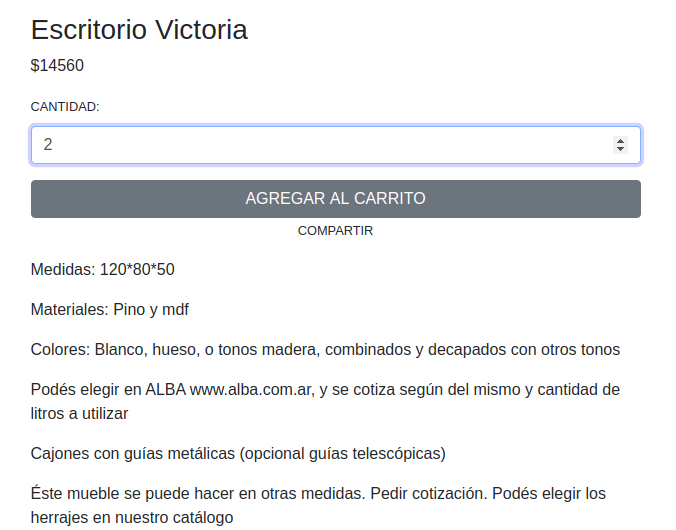 Escritorio Victoria
$14560
CANTIDAD:
2
AGREGAR AL CARRITO
COMPARTIR
Medidas: 120*80*50
Materiales: Pino y mdf
Colores: Blanco, hueso, o tonos madera, combinados y decapados con otros tonos
Podés elegir en ALBA www.alba.com.ar, y se cotiza según del mismo y cantidad de
litros a utilizar
Cajones con guías metálicas (opcional guías telescópicas)
Éste mueble se puede hacer en otras medidas. Pedir cotización. Podés elegir los
herrajes en nuestro catálogo